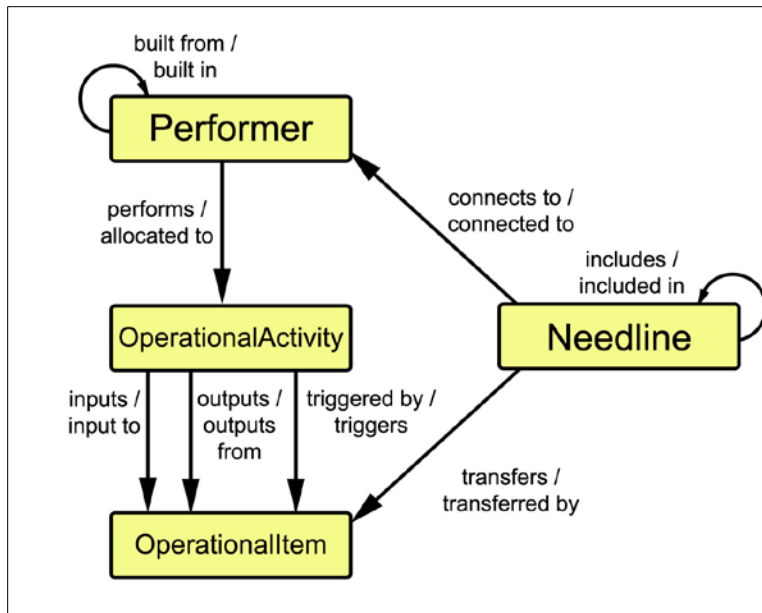 built from /
built in
Performer
performs /
allocated to
connects to /
connected to
includes /
included in
OperationalActivity
Needline
inputs /
input to
outputs /
outputs
from
triggered by /
triggers
transfers /
transferred by
OperationalItem